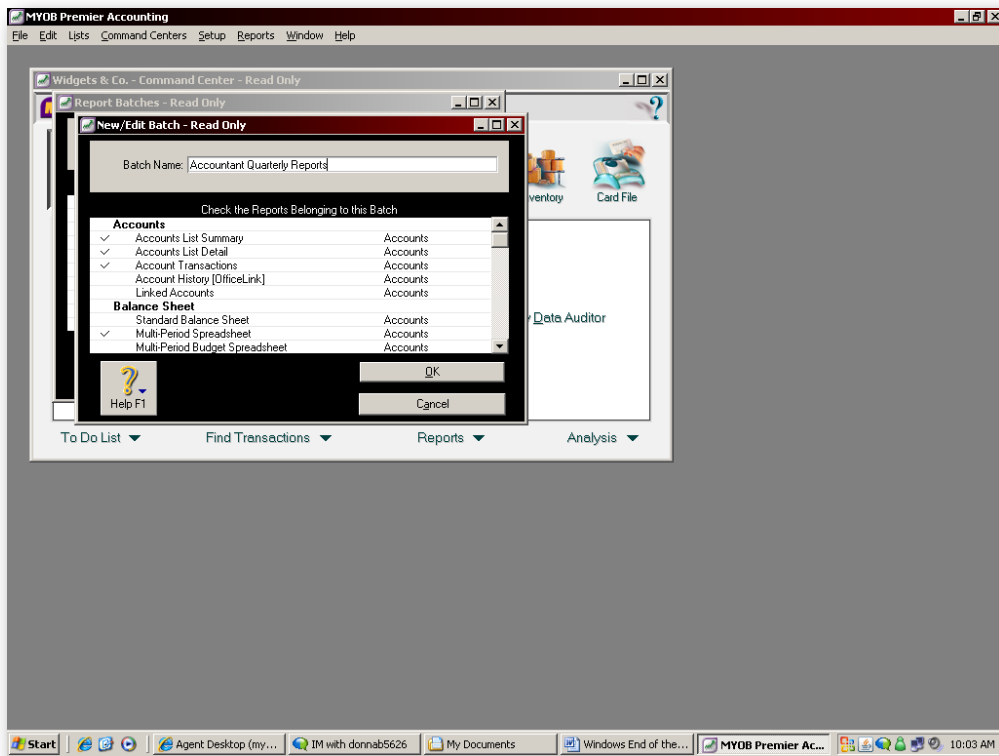 MYOB Premier Accounting
File Edit Lists Command Centers Setup Reports Window Help
Widgets & Co. - Command Center - Read Only
Report Batches - Read Only
New/Edit Batch - Read Only
Batch Name: Accountant Quarterly Reports
Card File
Check the Reports Belonging to this Batch
Accounts
Accounts List Summary Accounts
Accounts List Detail Accounts
Account Transactions Accounts
Account History [OfficeLink] Accounts
Linked Accounts Accounts
Balance Sheet
Standard Balance Sheet Accounts
Data Auditor
Multi-Period Spreadsheet Accounts
Multi-Period Budget Spreadsheet Accounts
OK
Help F1
Cancel
To Do List Find Transactions Reports Analysis
Start Agent Desktop (my... IM with donnab5626 My Documents Windows End of the... MYOB Premier Ac... 10:03 AM